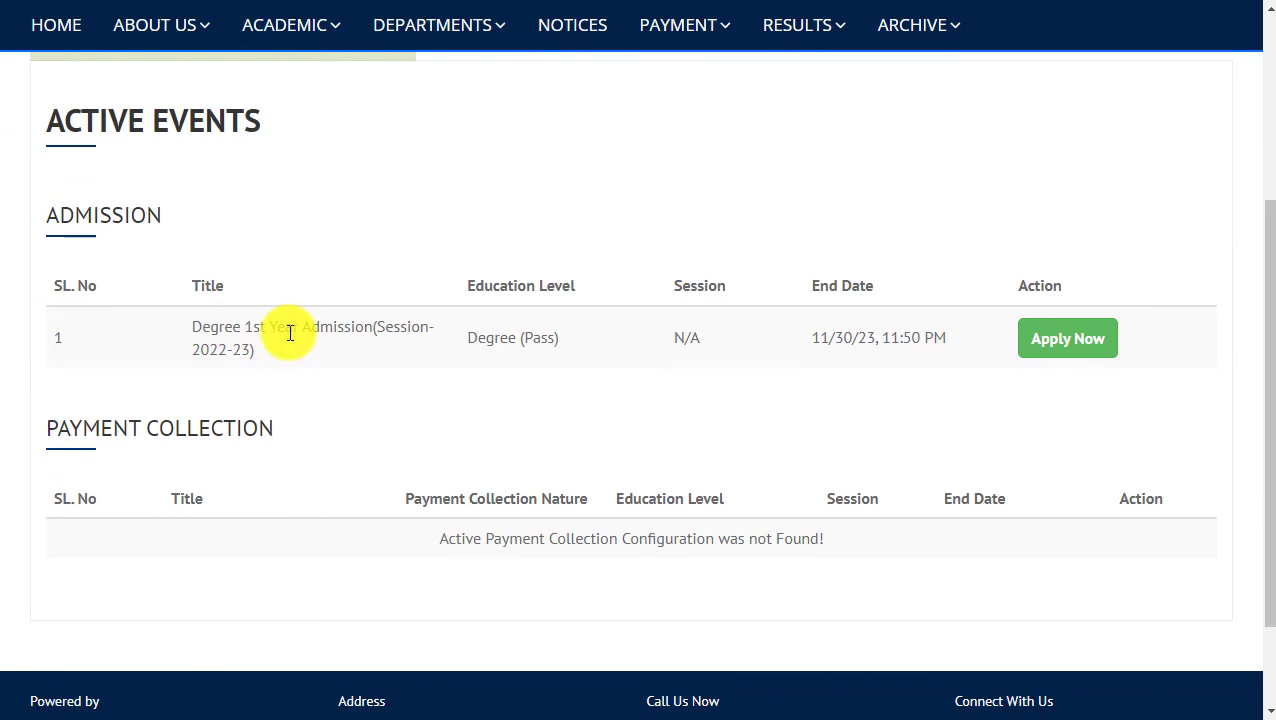 HOME ABOUT US ACADEMIC DEPARTMENTS NOTICES PAYMENT RESULTS ARCHIVE
ACTIVE EVENTS
ADMISSION
SL. No Title Education Level Session End Date Action
1 Degree 1st Year Admission(Session-
2022-23) Degree (Pass) N/A 11/30/23, 11:50 PM Apply Now
PAYMENT COLLECTION
SL. No Title Payment Collection Nature Education Level Session End Date Action
Active Payment Collection Configuration was not Found!
Powered by Address Call Us Now Connect With Us